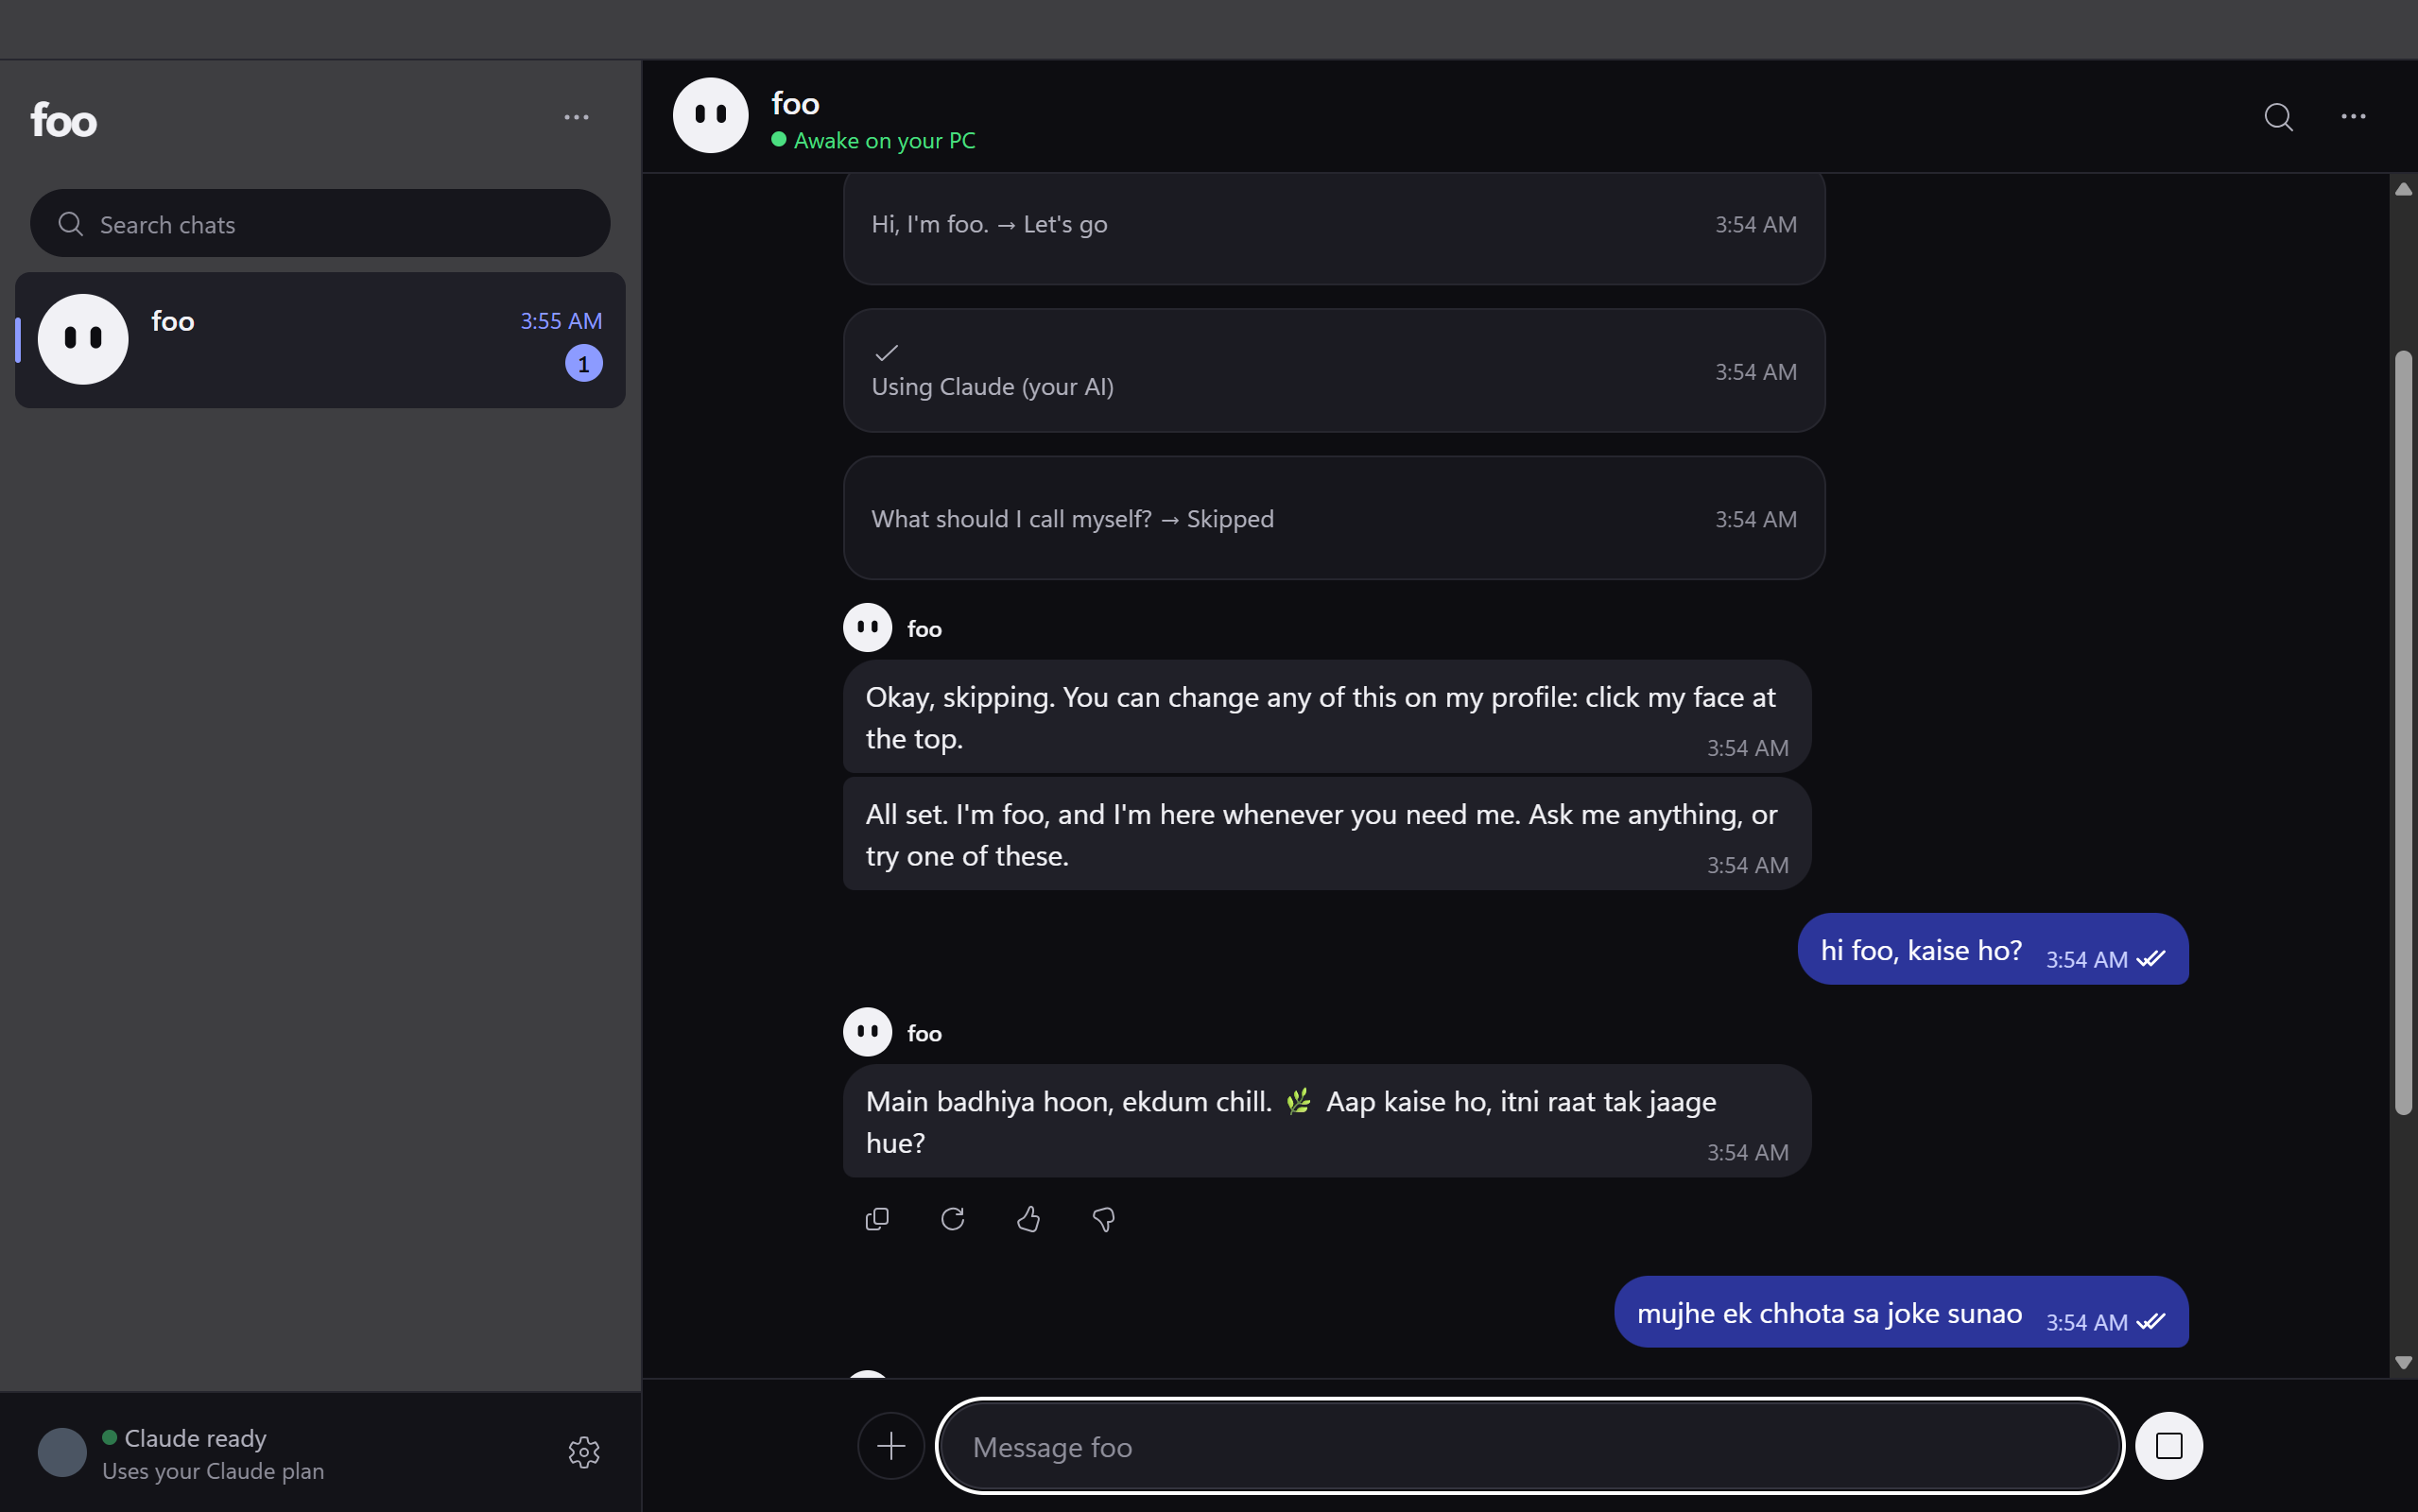 foo
Search chats
foo
3:55 AM
1
Claude ready
Uses your Claude plan
foo
Awake on your PC
Hi, I'm foo. → Let's go
3:54 AM
Using Claude (your AI)
3:54 AM
What should I call myself? → Skipped
3:54 AM
foo
Okay, skipping. You can change any of this on my profile: click my face at
the top.
3:54 AM
All set. I'm foo, and I'm here whenever you need me. Ask me anything, or
try one of these.
3:54 AM
hi foo, kaise ho?
3:54 AM
foo
Main badhiya hoon, ekdum chill. 🌿 Aap kaise ho, itni raat tak jaage
hue?
3:54 AM
mujhe ek chhota sa joke sunao
3:54 AM
Message foo